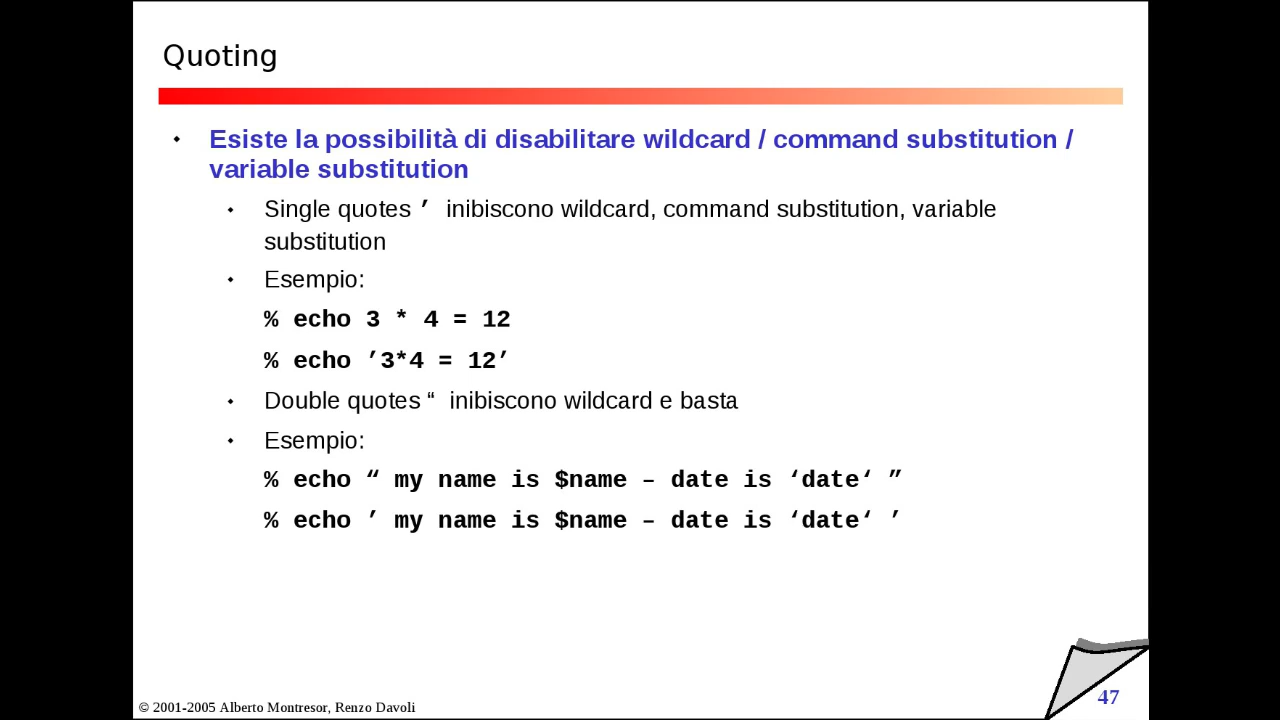 Quoting
Esiste la possibilità di disabilitare wildcard / command substitution /
variable substitution
Single quotes ’ inibiscono wildcard, command substitution, variable
substitution
Esempio:
% echo 3 * 4 = 12
% echo ’3*4 = 12’
Double quotes “ inibiscono wildcard e basta
Esempio:
% echo “ my name is $name – date is ‘date‘ ”
% echo ’ my name is $name – date is ‘date‘ ’
© 2001-2005 Alberto Montresor, Renzo Davoli
47